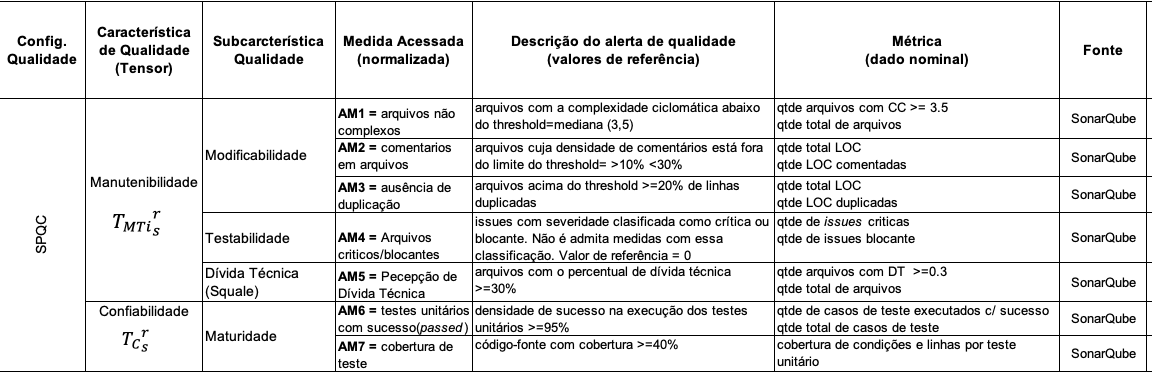 Config.
Qualidade
Característica
de Qualidade
(Tensor)
Subcarcterística
Qualidade
Medida Acessada
(normalizada)
Descrição do alerta de qualidade
(valores de referência)
Métrica
(dado nominal)
Fonte
SPQC
Manutenibilidade
T_MTi_s^r
Modificabilidade
AM1 = arquivos não
complexos
arquivos com a complexidade ciclomática abaixo
do threshold=mediana (3,5)
qtde arquivos com CC >= 3.5
qtde total de arquivos
SonarQube
AM2 = comentarios
em arquivos
arquivos cuja densidade de comentários está fora
do limite do threshold= >10% <30%
qtde total LOC
qtde LOC comentadas
SonarQube
AM3 = ausência de
duplicação
arquivos acima do threshold >=20% de linhas
duplicadas
qtde total LOC
qtde LOC duplicadas
SonarQube
Testabilidade
AM4 = Arquivos
criticos/blocantes
issues com severidade classificada como crítica ou
blocante. Não é admita medidas com essa
classificação. Valor de referência = 0
qtde de issues criticas
qtde de issues blocante
SonarQube
Dívida Técnica
(Squale)
AM5 = Pecepção de
Dívida Técnica
arquivos com o percentual de dívida técnica
>=30%
qtde arquivos com DT >=0.3
qtde total de arquivos
SonarQube
Confiabilidade
T_C_s^r
Maturidade
AM6 = testes unitários
com sucesso(passed)
densidade de sucesso na execução dos testes
unitários >=95%
qtde de casos de teste executados c/ sucesso
qtde total de casos de teste
SonarQube
AM7 = cobertura de
teste
código-fonte com cobertura >=40%
cobertura de condições e linhas por teste
unitário
SonarQube